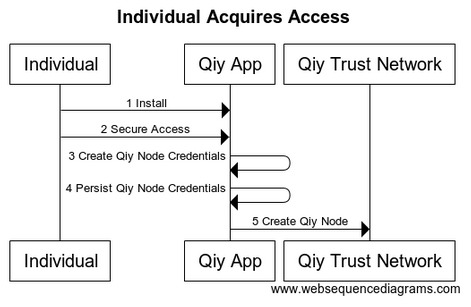 Individual Acquires Access
Individual
Qiy App
Qiy Trust Network
1 Install
2 Secure Access
3 Create Qiy Node Credentials
4 Persist Qiy Node Credentials
5 Create Qiy Node
Individual
Qiy App
Qiy Trust Network
www.websequencediagrams.com